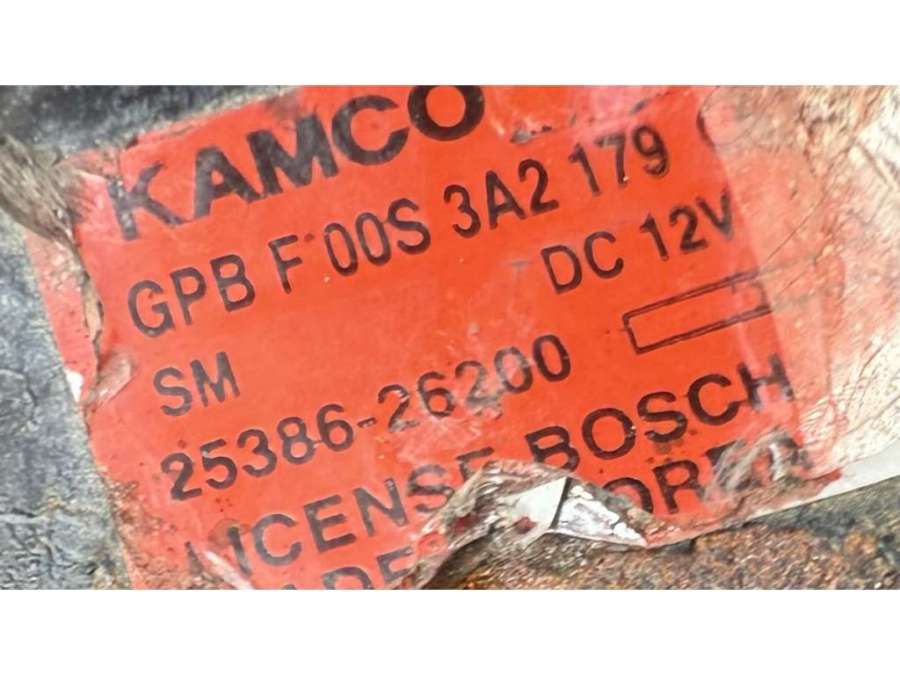 KAMCO
GPB F 00S 3A2 179
DC 12V
SM
25386-26200
LICENSE BOSCH